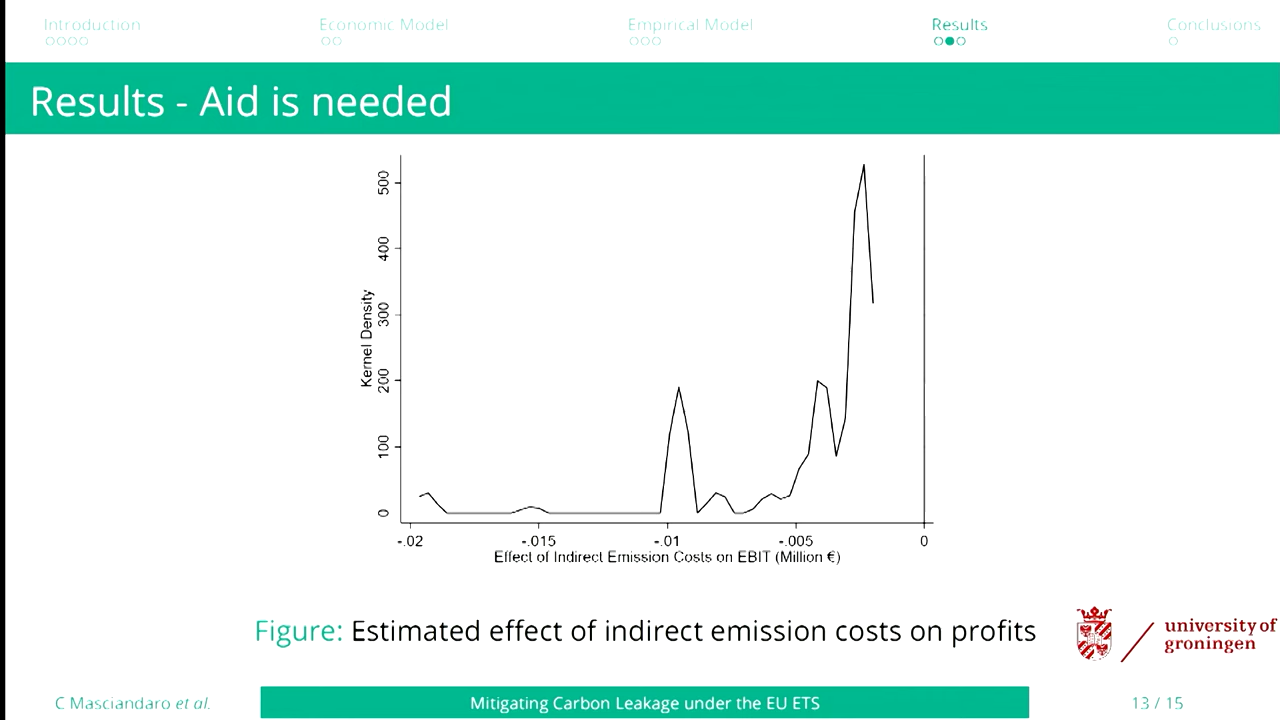 Introduction
Economic Model
Empirical Model
Results
Conclusions
Results - Aid is needed
500
400
300
200
100
0
Kernel Density
-.02
-.015
-.01
-.005
0
Effect of Indirect Emission Costs on EBIT (Million €)
Figure: Estimated effect of indirect emission costs on profits
university of
groningen
C Masciandaro et al.
Mitigating Carbon Leakage under the EU ETS
13 / 15